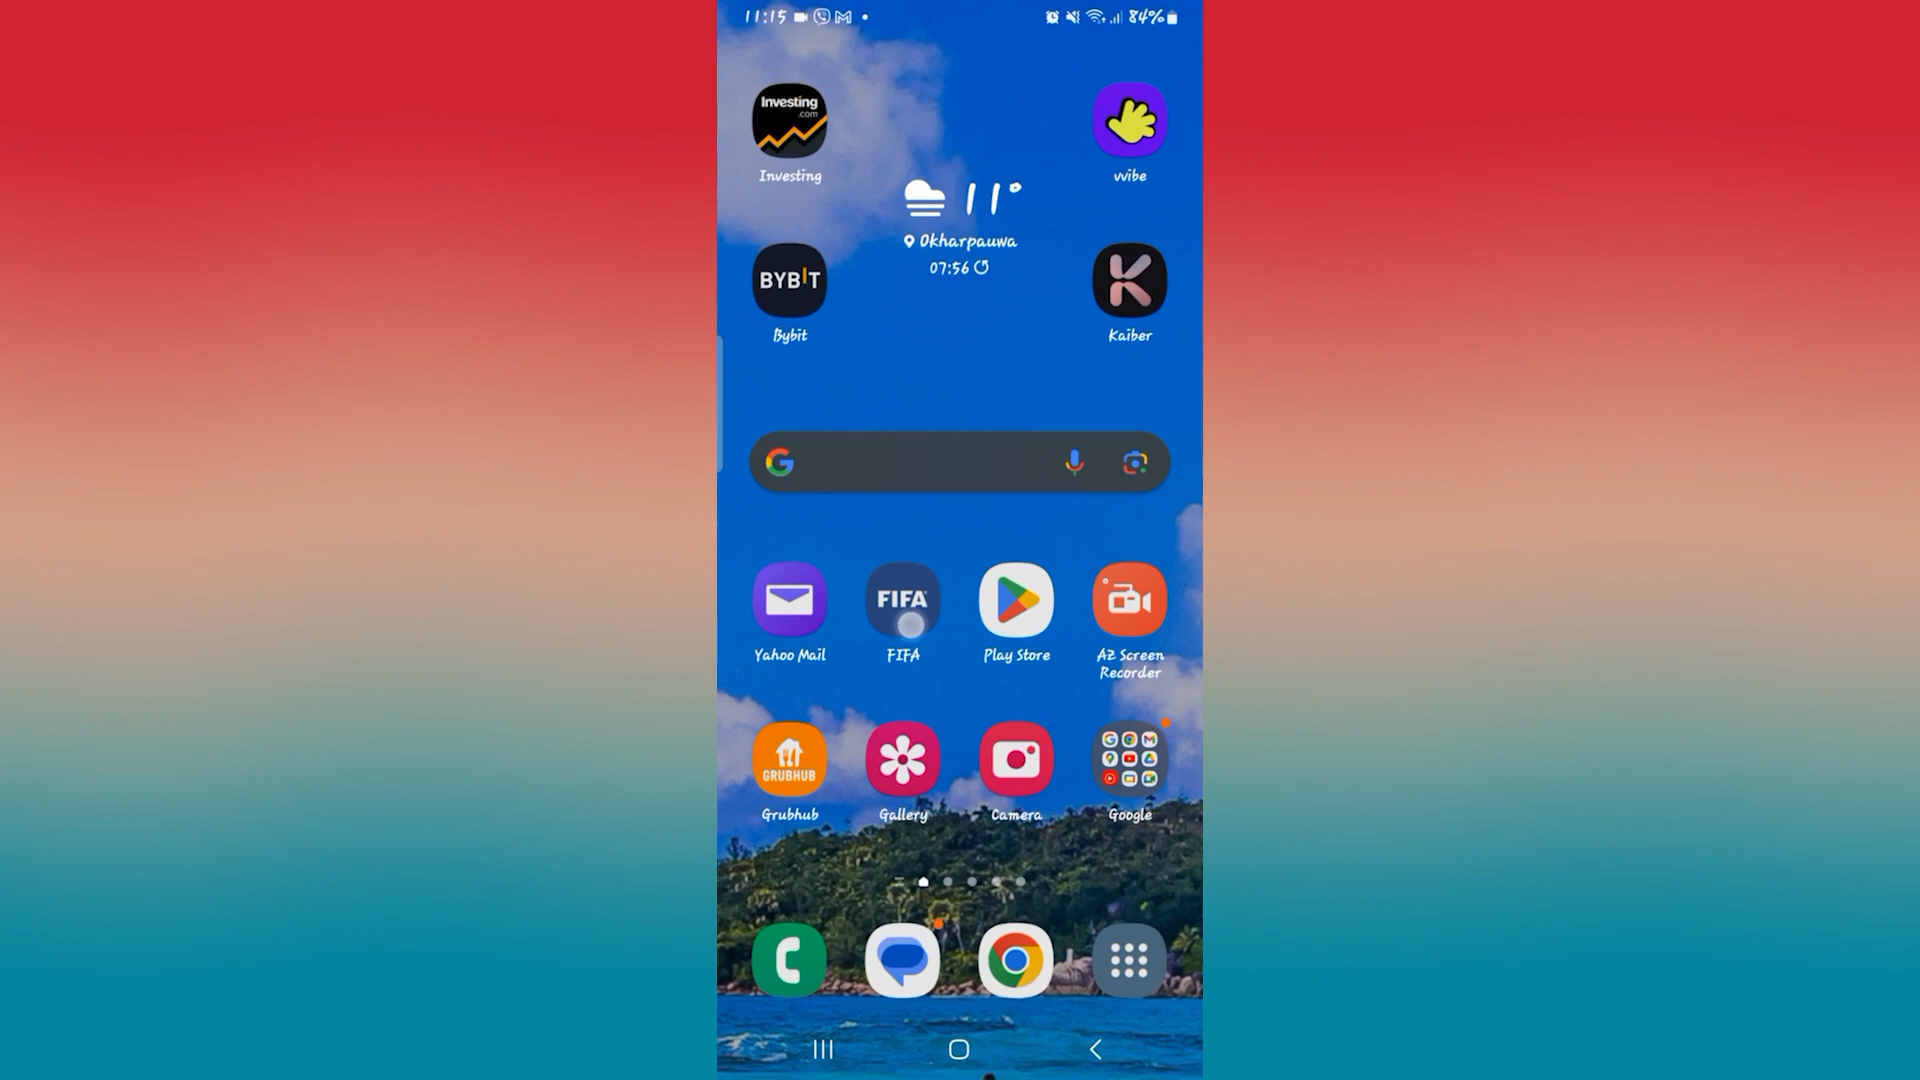 11:15
84%
Investing
.com
Investing
vvibe
11°
Okharpauwa
07:56
BYBIT
Bybit
Kaiber
FIFA
Yahoo Mail
FIFA
Play Store
AZ Screen
Recorder
GRUBHUB
Grubhub
Gallery
Camera
Google